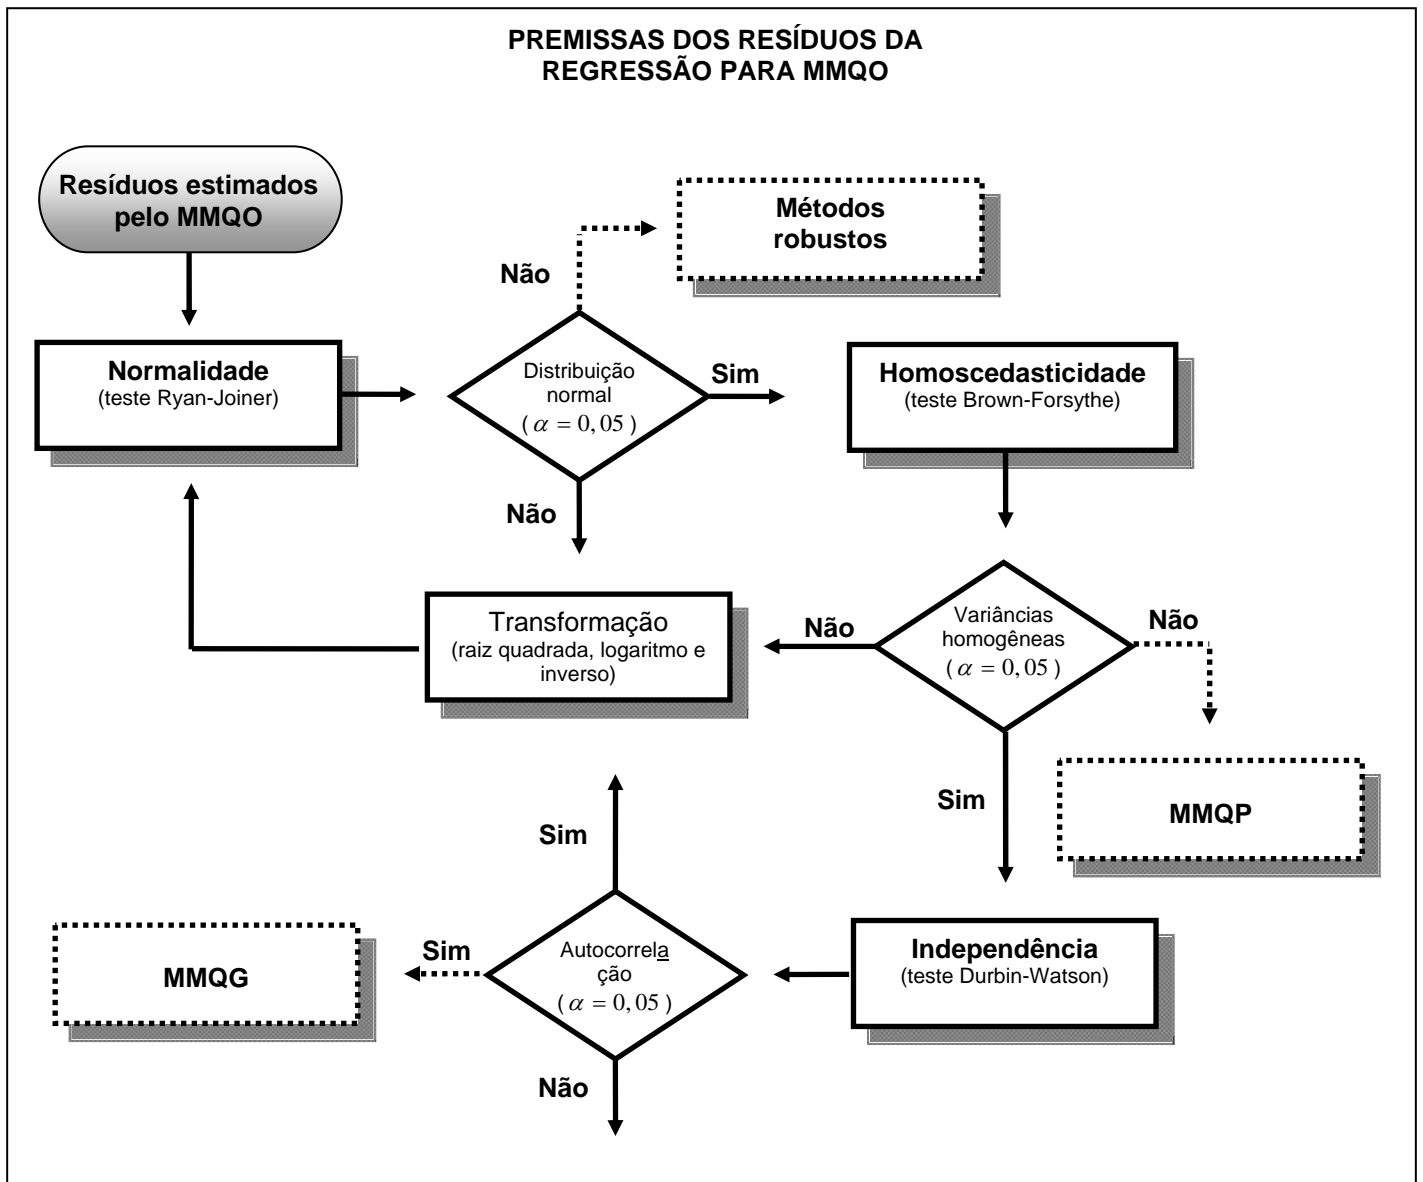 PREMISSAS DOS RESÍDUOS DA
REGRESSÃO PARA MMQO
Resíduos estimados
pelo MMQO
Métodos
robustos
Não
Normalidade
(teste Ryan-Joiner)
Distribuição
normal
( α = 0, 05 )
Sim
Homoscedasticidade
(teste Brown-Forsythe)
Não
Transformação
(raiz quadrada, logaritmo e
inverso)
Não
Variâncias
homogêneas
( α = 0, 05 )
Não
Sim
MMQP
Sim
MMQG
Sim
Autocorrela
ção
( α = 0, 05 )
Independência
(teste Durbin-Watson)
Não